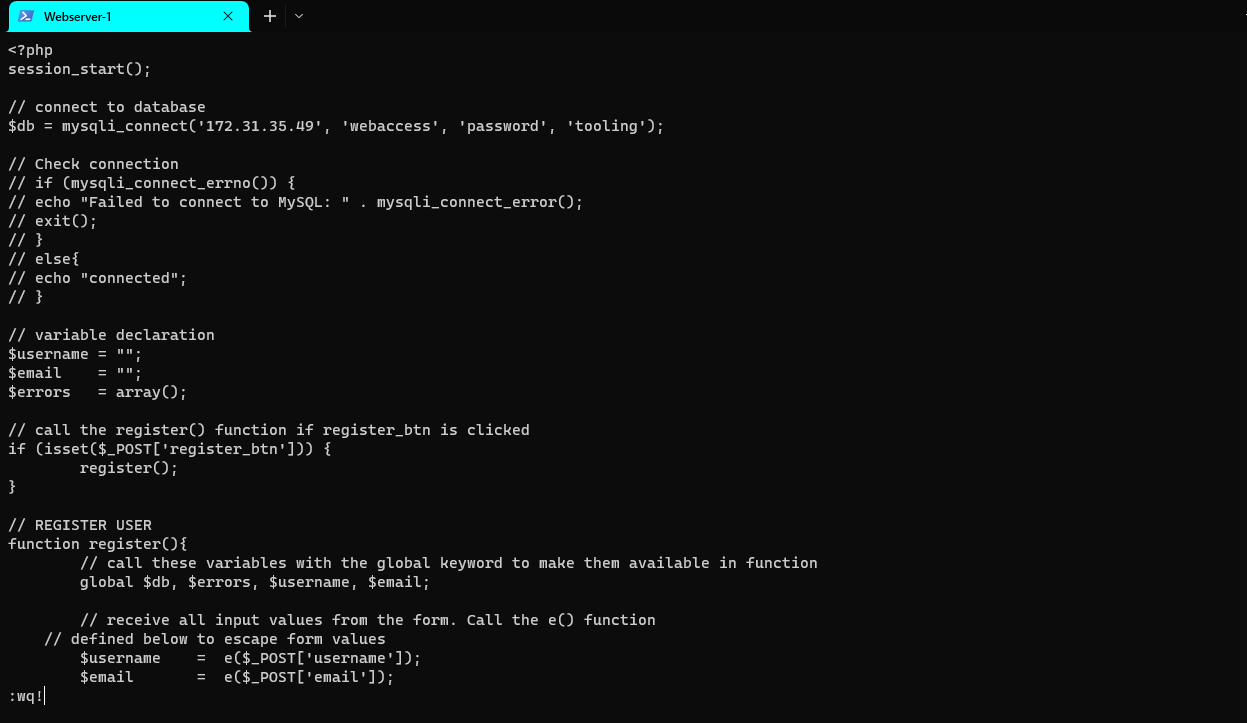 Webserver-1
<?php
session_start();

// connect to database
$db = mysqli_connect('172.31.35.49', 'webaccess', 'password', 'tooling');

// Check connection
// if (mysqli_connect_errno()) {
// echo "Failed to connect to MySQL: " . mysqli_connect_error();
// exit();
// }
// else{
// echo "connected";
// }

// variable declaration
$username = "";
$email    = "";
$errors   = array();

// call the register() function if register_btn is clicked
if (isset($_POST['register_btn'])) {
        register();
}

// REGISTER USER
function register(){
        // call these variables with the global keyword to make them available in function
        global $db, $errors, $username, $email;

        // receive all input values from the form. Call the e() function
    // defined below to escape form values
        $username    =  e($_POST['username']);
        $email       =  e($_POST['email']);
:wq!